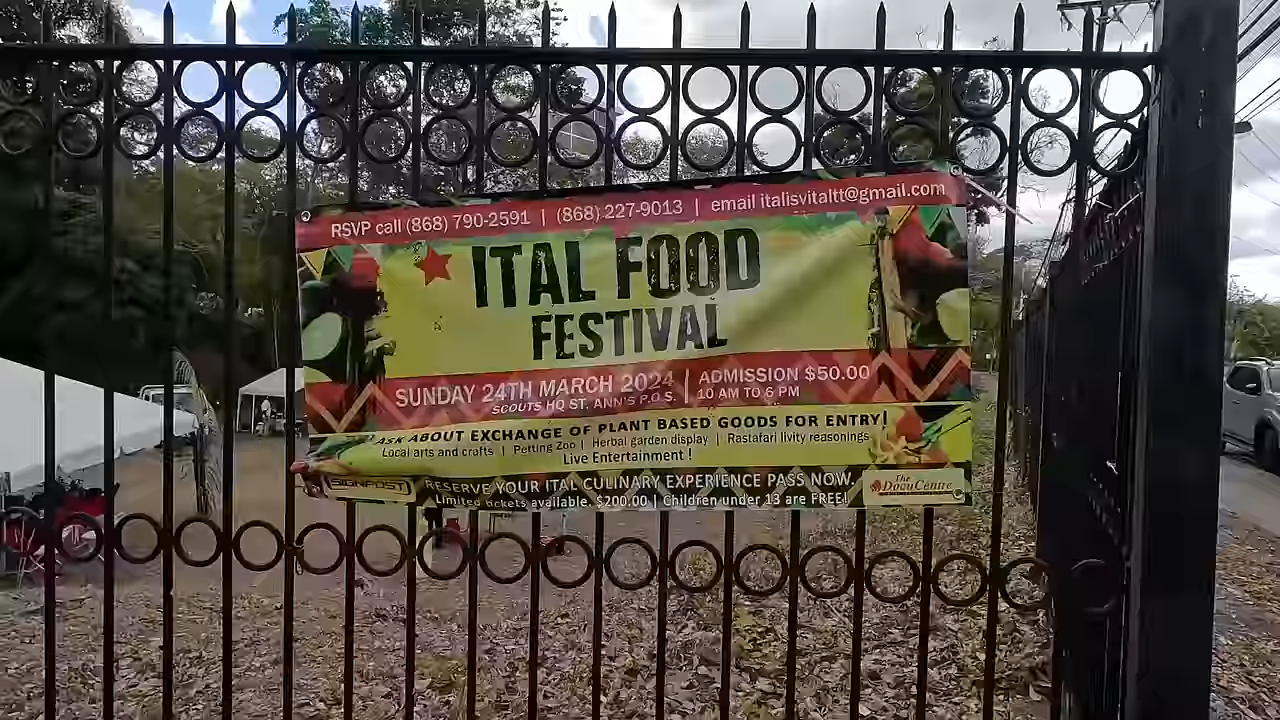 RSVP call (868) 790-2591 | (868) 227-9013 | email italisvitaltt@gmail.com
ITAL FOOD
FESTIVAL
SUNDAY 24TH MARCH 2024 | ADMISSION $50.00
SCOUTS HQ ST. ANN'S P.O.S. | 10 AM TO 6 PM
ASK ABOUT EXCHANGE OF PLANT BASED GOODS FOR ENTRY!
Local arts and crafts | Petting Zoo | Herbal garden display | Rastafari livity reasonings
Live Entertainment !
RESERVE YOUR ITAL CULINARY EXPERIENCE PASS NOW.
Limited tickets available. $200.00 | Children under 13 are FREE!
SIGNPOST
The
DocuCentre